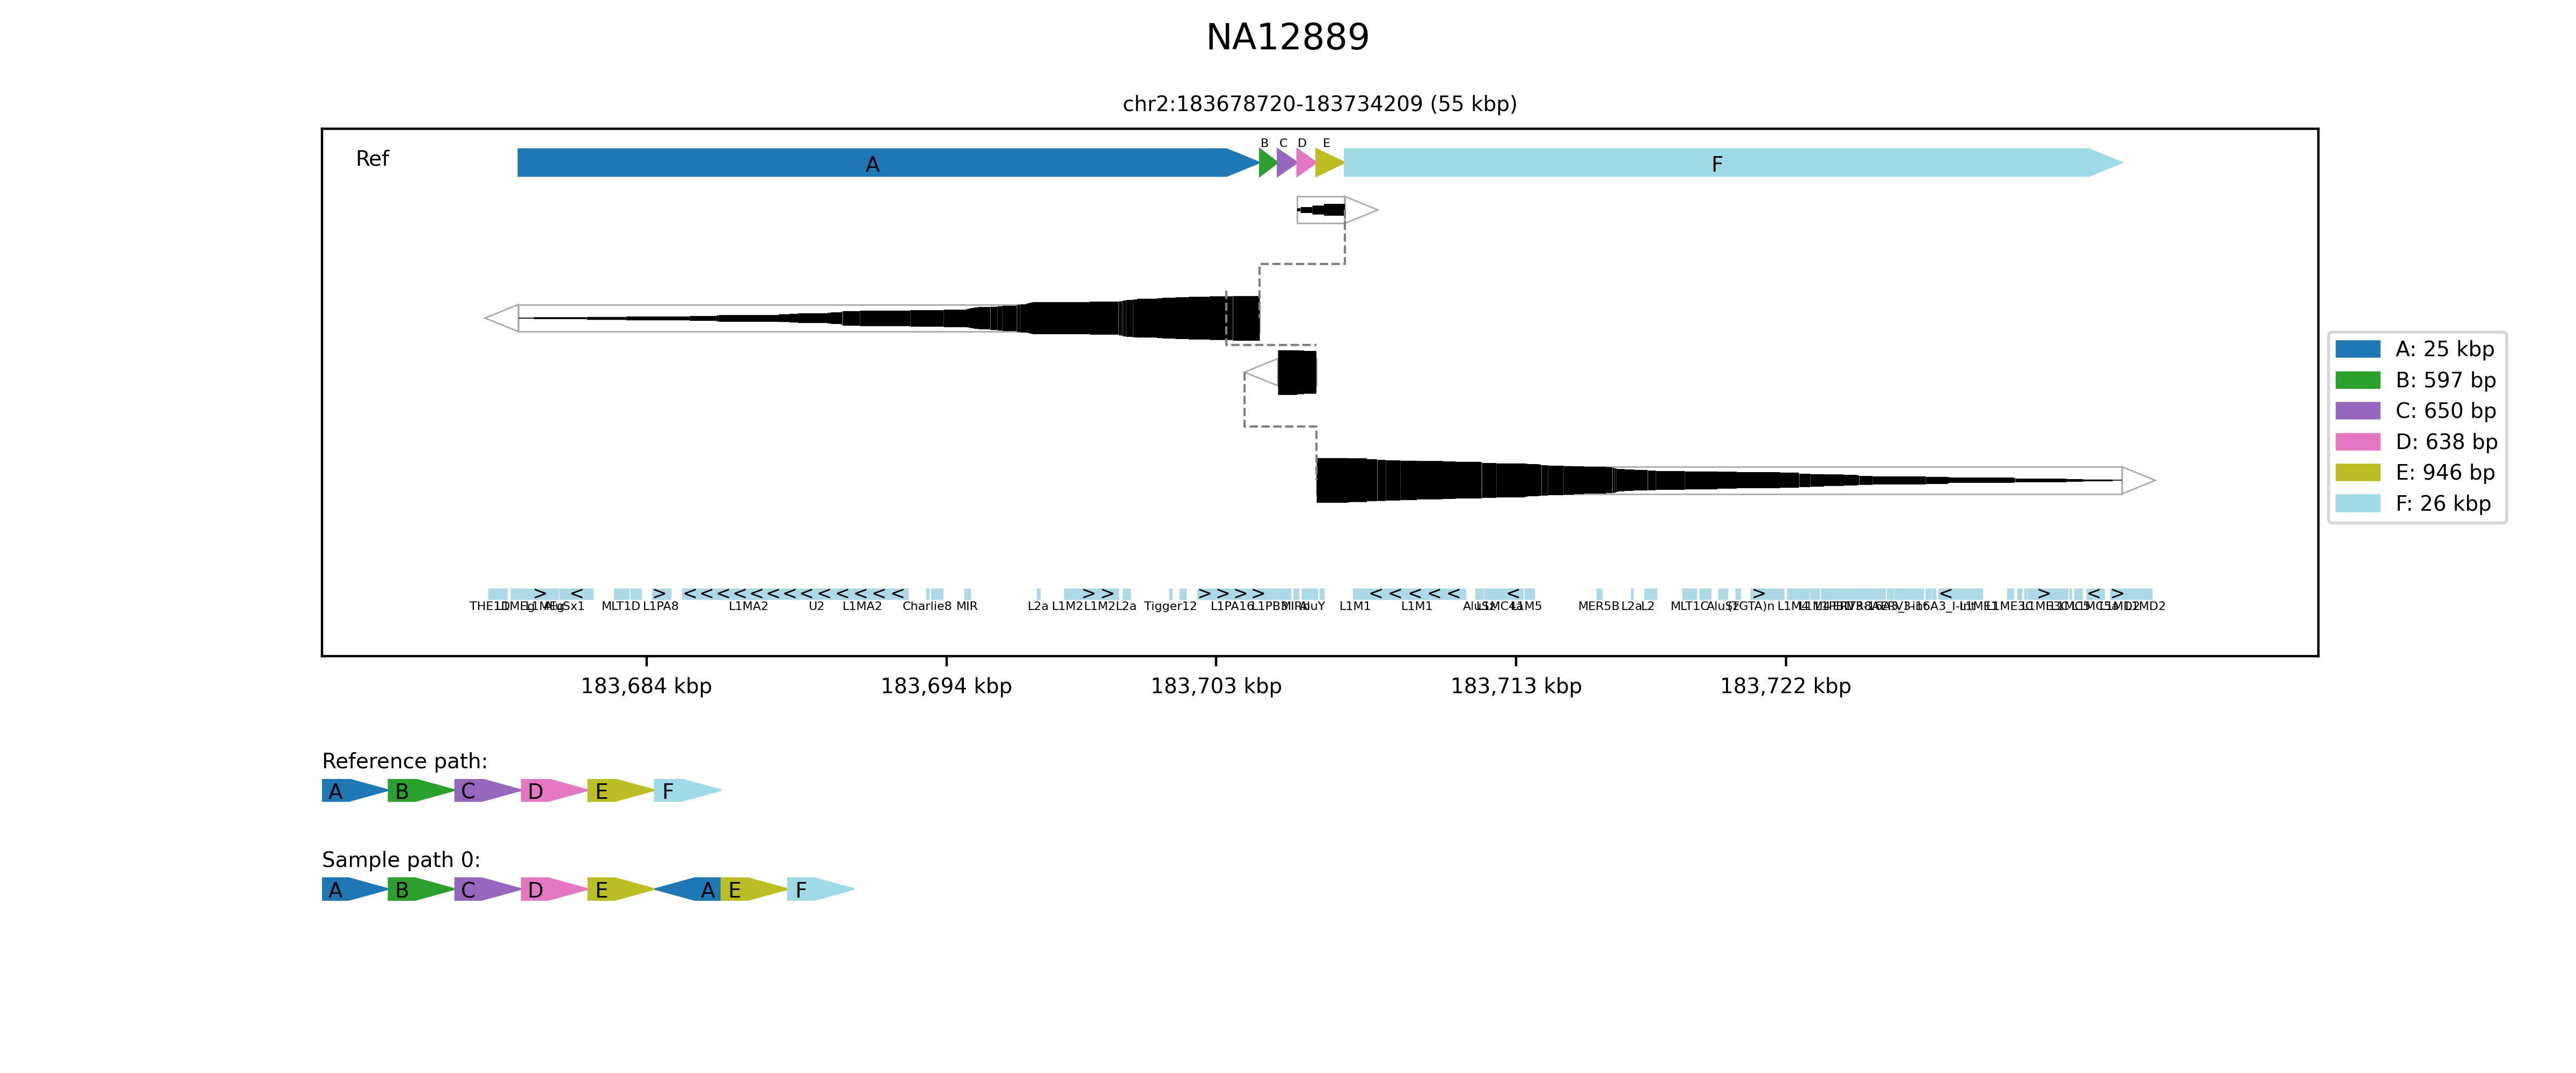 NA12889
chr2:183678720-183734209 (55 kbp)
B C D E
Ref A F
A: 25 kbp
B: 597 bp
C: 650 bp
D: 638 bp
E: 946 bp
F: 26 kbp
MLT1D L1PA8 L1MA2 U2 L1MA2 Charlie8 MIR L2a L1M2 L1M2 L2a Tigger12 L1PA16 AluY L1M1 L1M1 MER5B L2a L2 MLT1C L1MD2
183,684 kbp 183,694 kbp 183,703 kbp 183,713 kbp 183,722 kbp
Reference path:
A B C D E F
Sample path 0:
A B C D E A E F